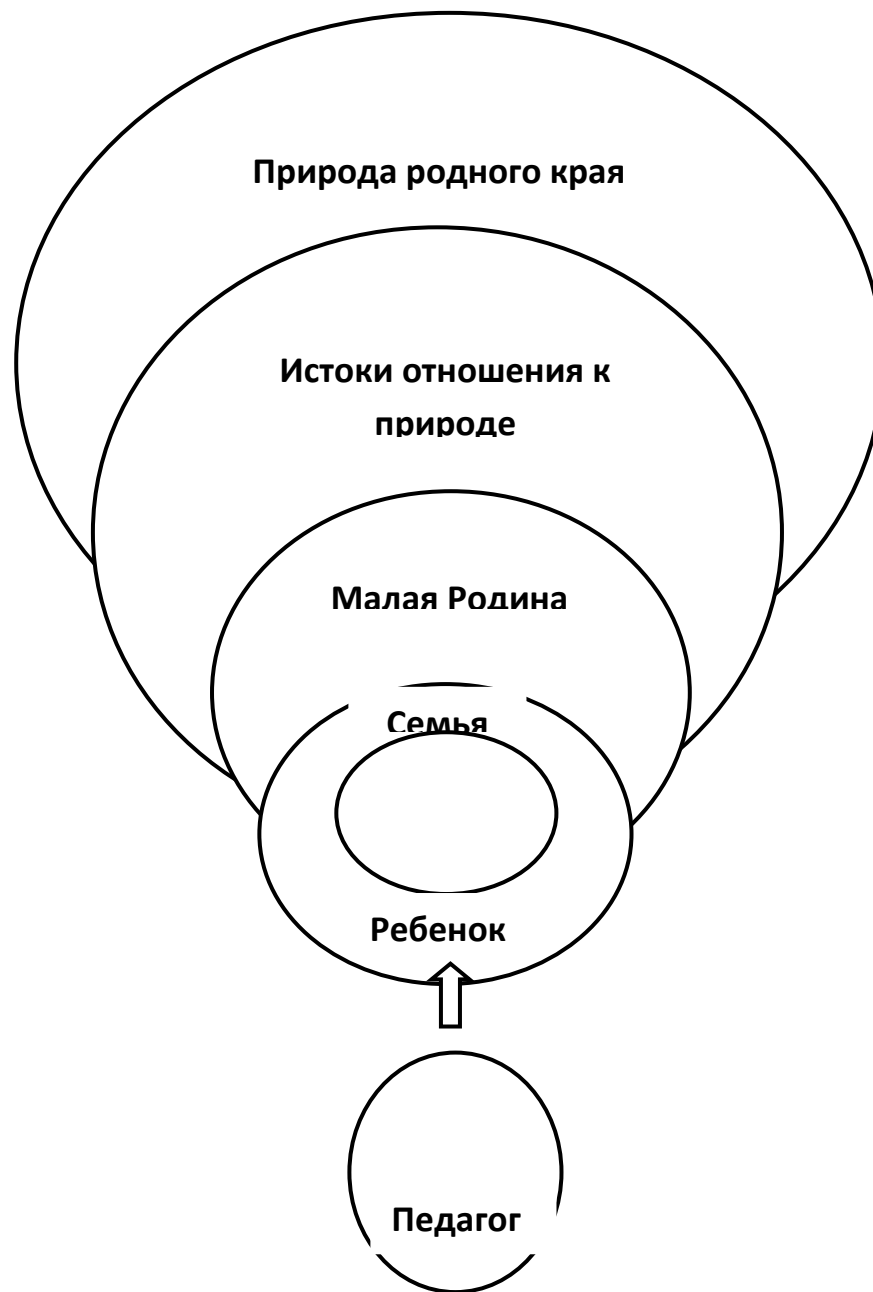 Природа родного края
Истоки отношения к
природе
Малая Родина
Семья
Ребенок
Педагог